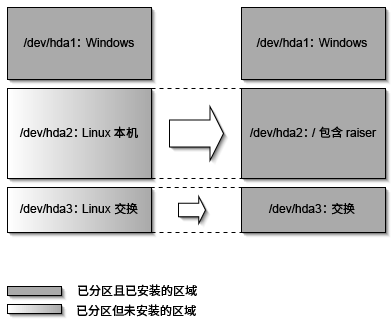 /dev/hda1：Windows
/dev/hda1：Windows
/dev/hda2：Linux 本机
/dev/hda2：/ 包含 raiser
/dev/hda3：Linux 交换
/dev/hda3：交换
已分区且已安装的区域
已分区但未安装的区域